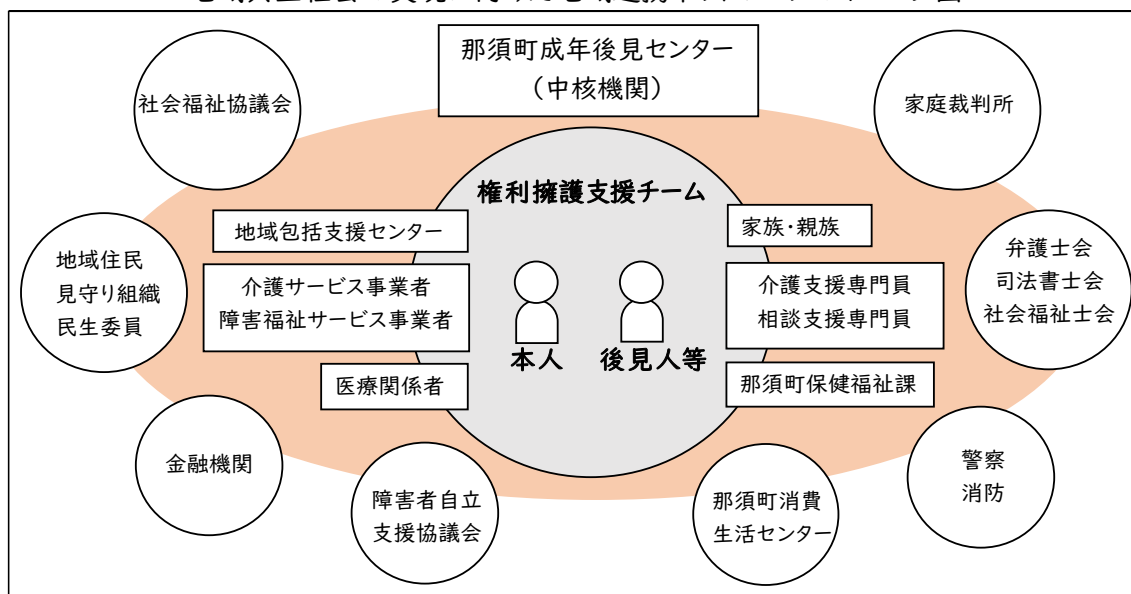 那須町成年後見センター
（中核機関）
社会福祉協議会
家庭裁判所
権利擁護支援チーム
地域包括支援センター
家族・親族
地域住民
見守り組織
民生委員
介護サービス事業者
障害福祉サービス事業者
介護支援専門員
相談支援専門員
弁護士会
司法書士会
社会福祉士会
本人
後見人等
医療関係者
那須町保健福祉課
金融機関
障害者自立
支援協議会
那須町消費
生活センター
警察
消防